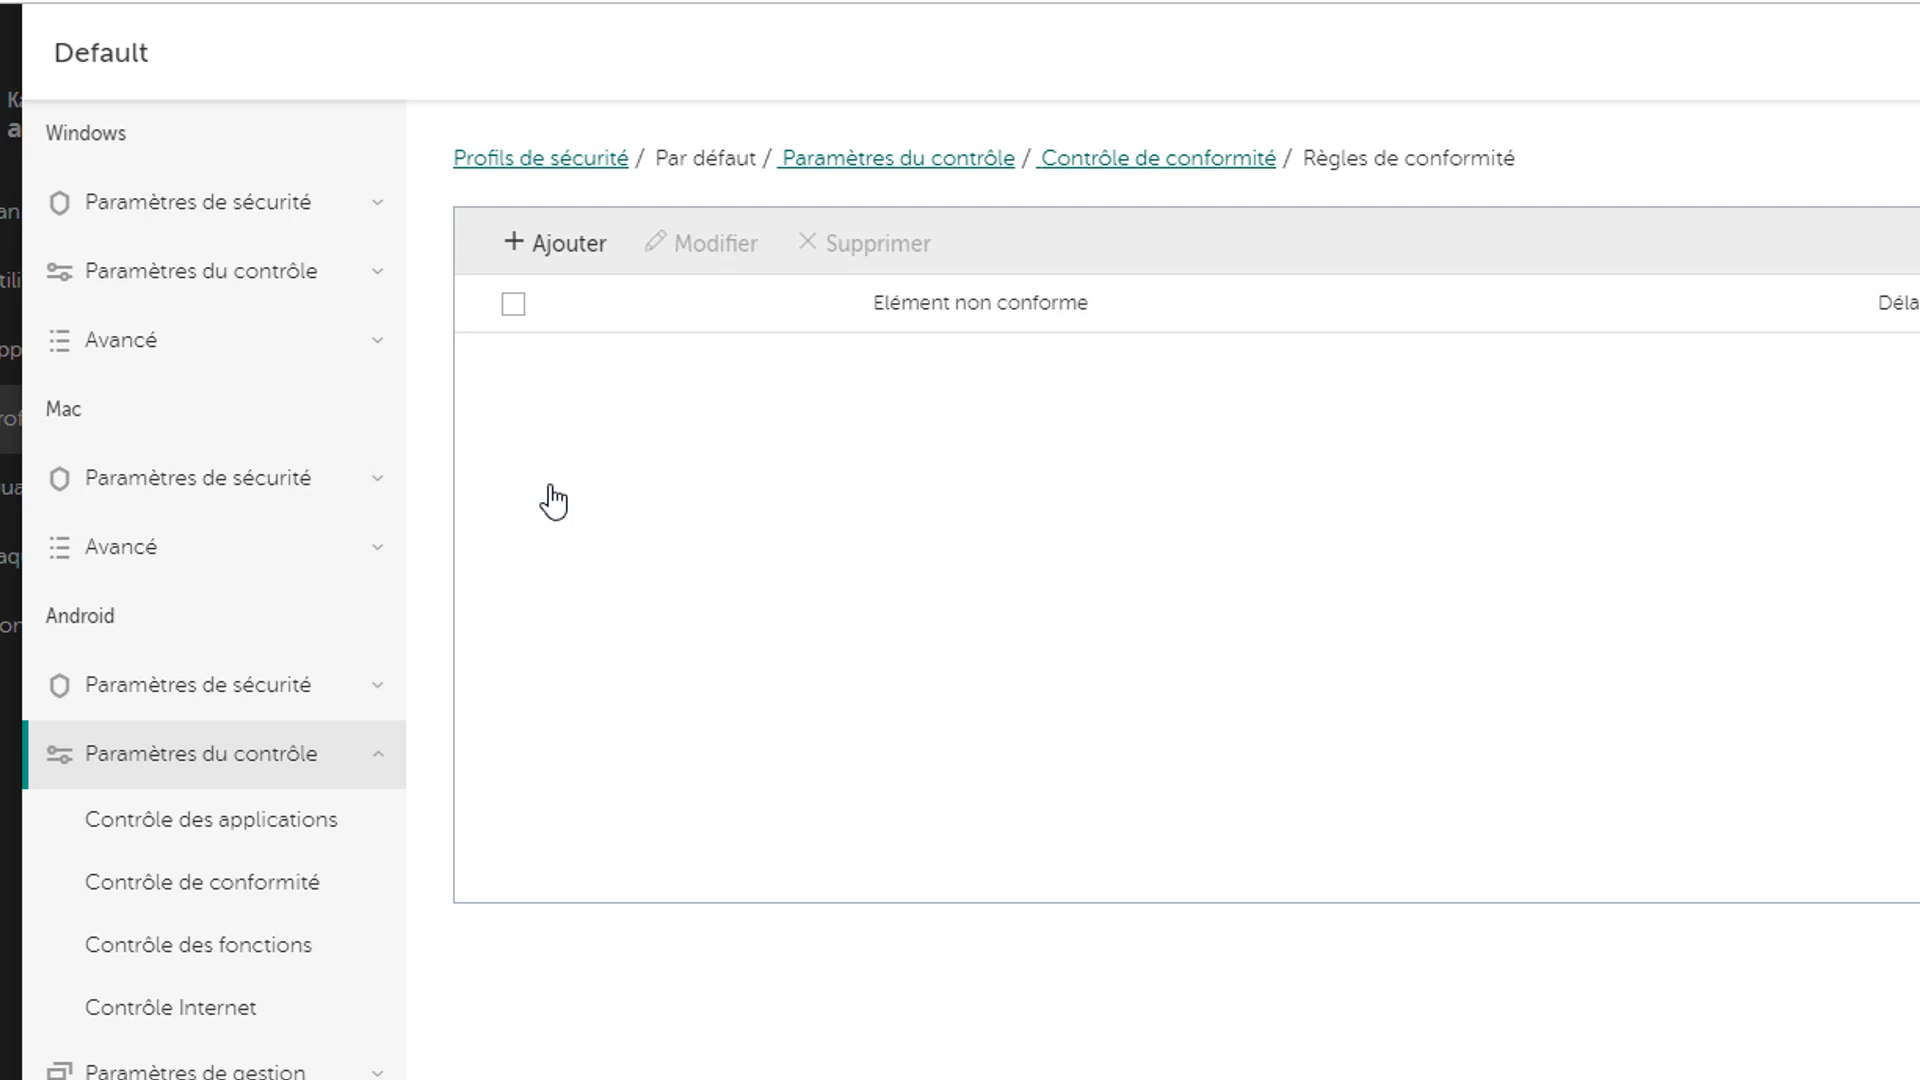 Default
Windows
Paramètres de sécurité
Paramètres du contrôle
Avancé
Mac
Paramètres de sécurité
Avancé
Android
Paramètres de sécurité
Paramètres du contrôle
Contrôle des applications
Contrôle de conformité
Contrôle des fonctions
Contrôle Internet
Paramètres de gestion
Profils de sécurité / Par défaut / Paramètres du contrôle / Contrôle de conformité / Règles de conformité
+ Ajouter Modifier Supprimer
Elément non conforme